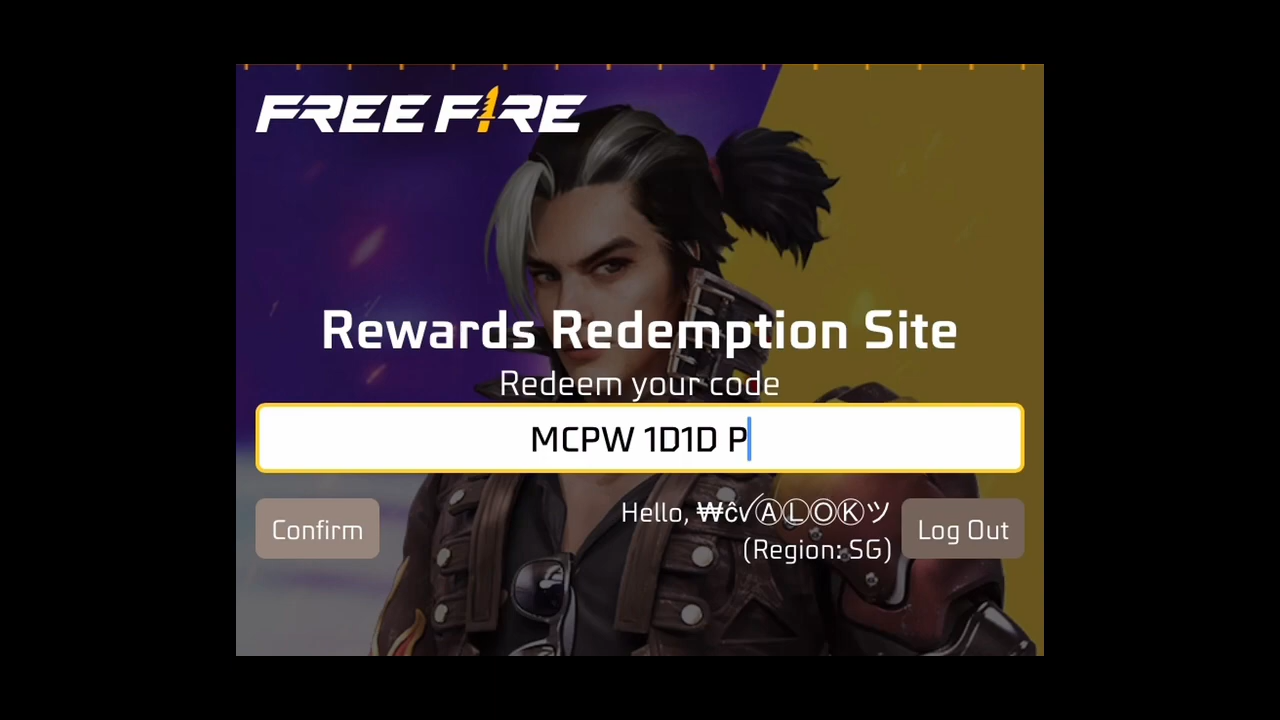 FREE FIRE
Rewards Redemption Site
Redeem your code
MCPW 1D1D P
Confirm
Hello, ₩ĉ√ⒶⓁⓄⓀツ
(Region: SG)
Log Out